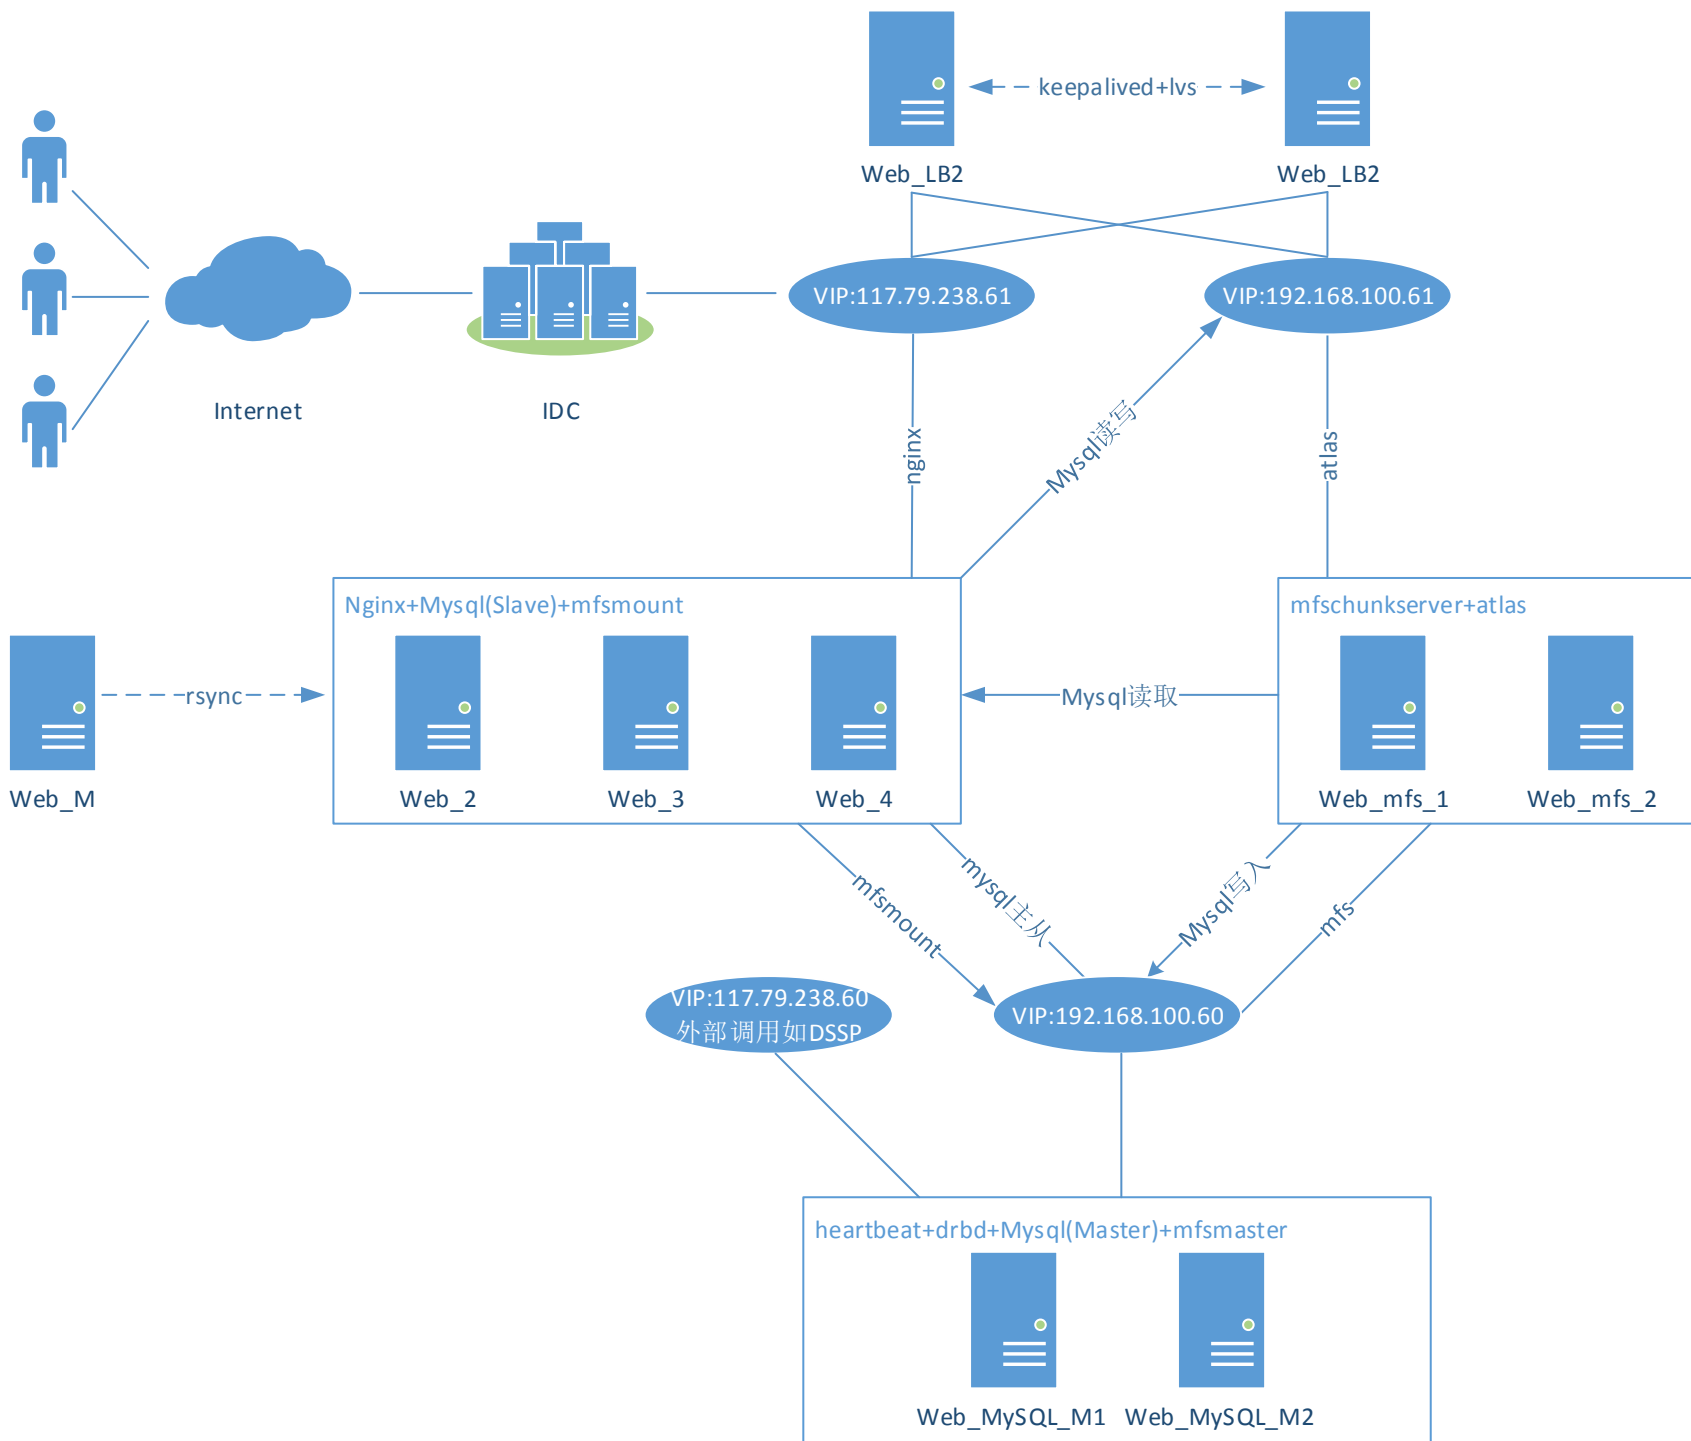 keepalived+lvs
Web_LB2
Web_LB2
VIP:117.79.238.61
VIP:192.168.100.61
Internet
IDC
nginx
Mysql读写
atlas
Nginx+Mysql(Slave)+mfsmount
mfschunkserver+atlas
rsync
Mysql读取
Web_M
Web_2
Web_3
Web_4
Web_mfs_1
Web_mfs_2
mfsmount
mysql主从
Mysql写入
mfs
VIP:117.79.238.60
外部调用如DSSP
VIP:192.168.100.60
heartbeat+drbd+Mysql(Master)+mfsmaster
Web_MySQL_M1
Web_MySQL_M2